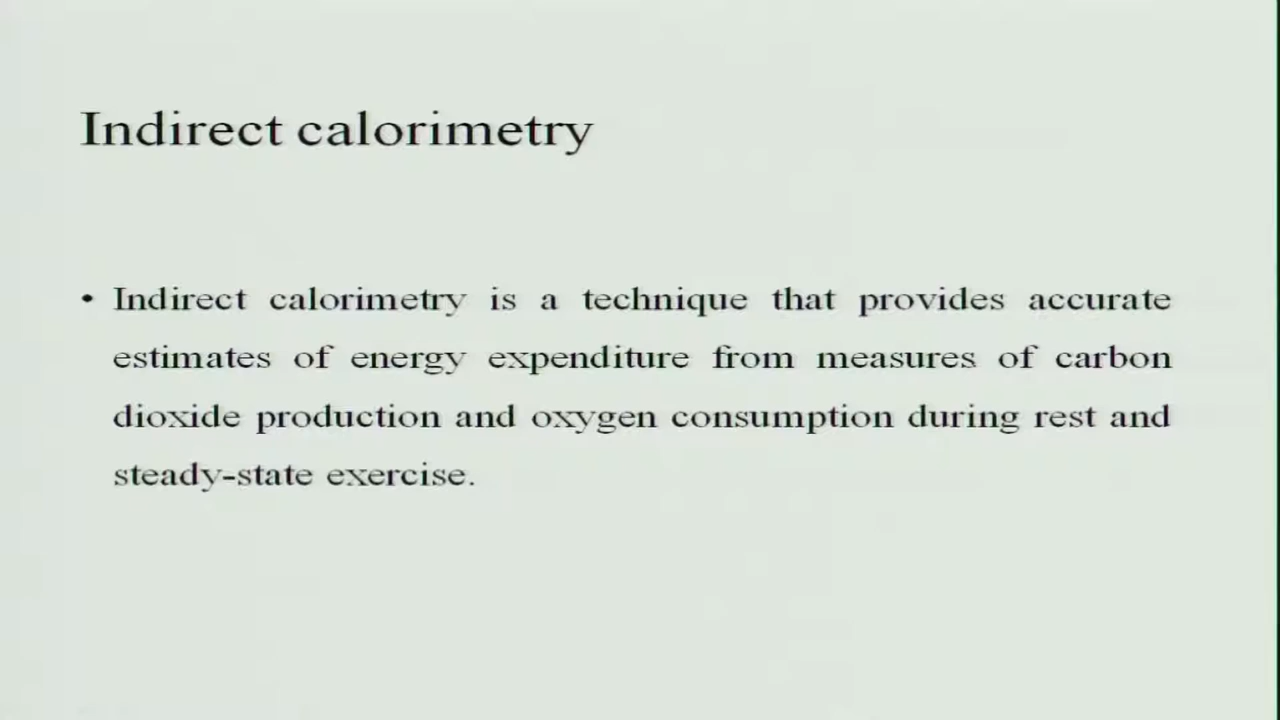 Indirect calorimetry
• Indirect calorimetry is a technique that provides accurate
estimates of energy expenditure from measures of carbon
dioxide production and oxygen consumption during rest and
steady-state exercise.